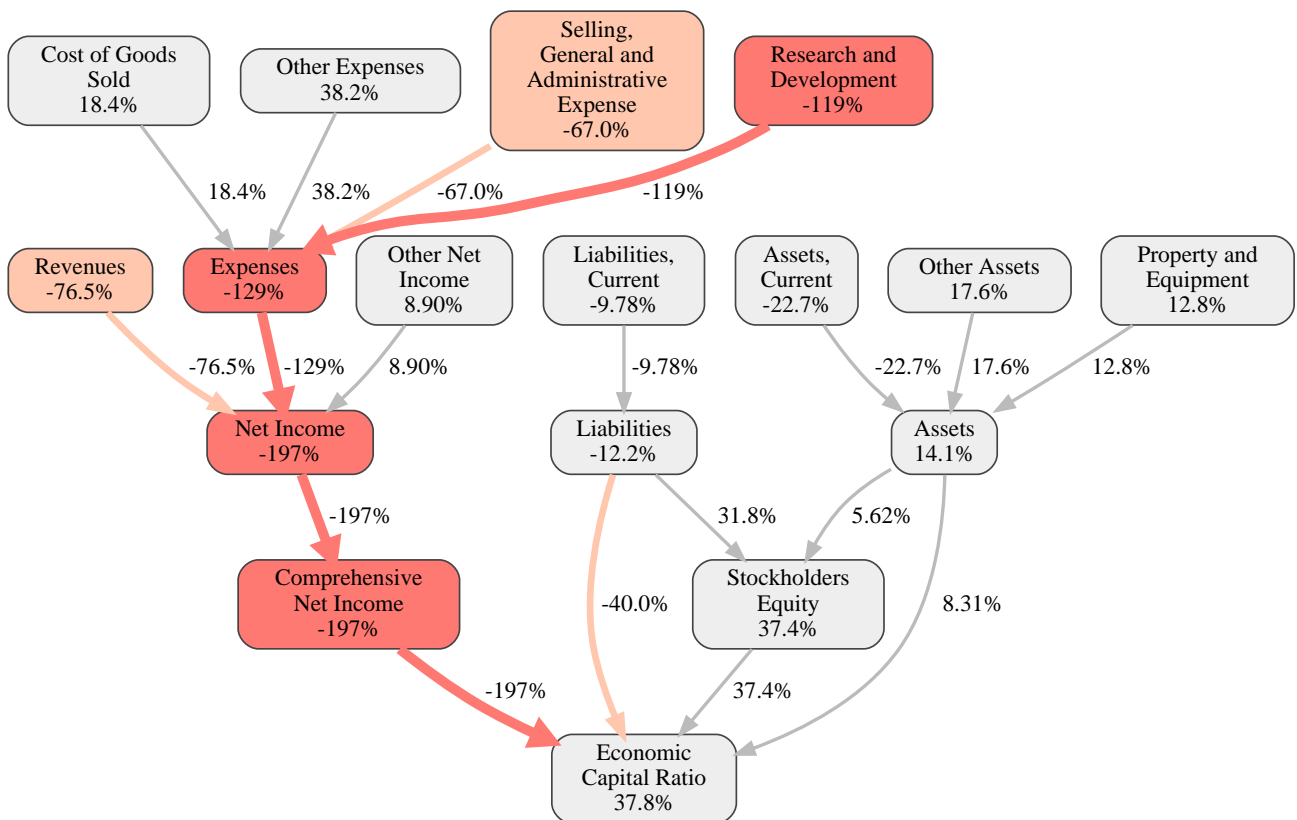 Cost of Goods
Sold
18.4%
Other Expenses
38.2%
Selling,
General and
Administrative
Expense
-67.0%
Research and
Development
-119%
18.4%
38.2%
-67.0%
-119%
Revenues
-76.5%
Expenses
-129%
Other Net
Income
8.90%
Liabilities,
Current
-9.78%
Assets,
Current
-22.7%
Other Assets
17.6%
Property and
Equipment
12.8%
-76.5%
-129%
8.90%
-9.78%
-22.7%
17.6%
12.8%
Net Income
-197%
Liabilities
-12.2%
Assets
14.1%
-197%
31.8%
5.62%
Comprehensive
Net Income
-197%
-40.0%
Stockholders
Equity
37.4%
8.31%
-197%
37.4%
Economic
Capital Ratio
37.8%